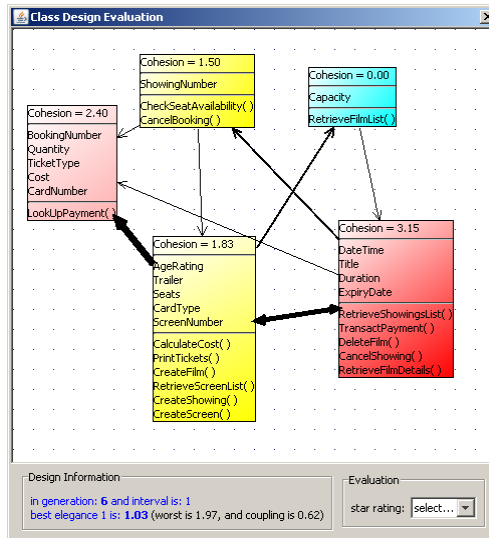 Class Design Evaluation
Cohesion = 1.50
ShowingNumber
CheckSeatAvailability( )
CancelBooking( )
Cohesion = 0.00
Capacity
RetrieveFilmList( )
Cohesion = 2.40
BookingNumber
Quantity
TicketType
Cost
CardNumber
LookUpPayment( )
Cohesion = 1.83
AgeRating
Trailer
Seats
CardType
ScreenNumber
CalculateCost( )
PrintTickets( )
CreateFilm( )
RetrieveScreenList( )
CreateShowing( )
CreateScreen( )
Cohesion = 3.15
DateTime
Title
Duration
ExpiryDate
RetrieveShowingsList( )
TransactPayment( )
DeleteFilm( )
CancelShowing( )
RetrieveFilmDetails( )
Design Information
in generation: 6 and interval is: 1
best elegance 1 is: 1.03 (worst is 1.97, and coupling is 0.62)
Evaluation
star rating: select...